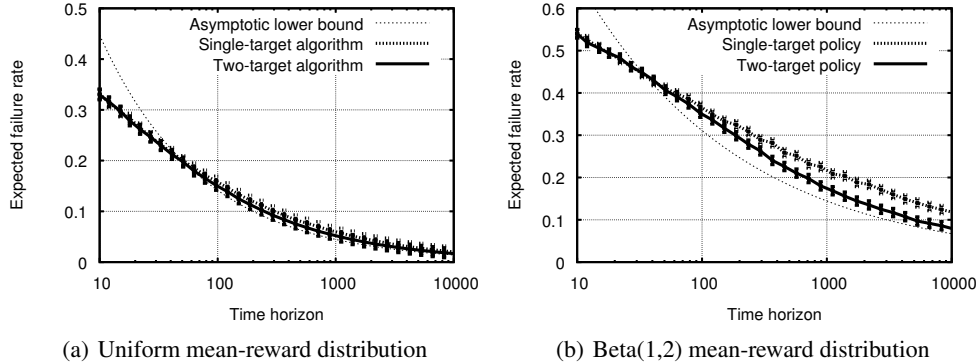 0.5
0.4
0.3
0.2
0.1
0
10 100 1000 10000
Expected failure rate
Time horizon
Asymptotic lower bound
Single-target algorithm
Two-target algorithm
(a) Uniform mean-reward distribution
0.6
0.5
0.4
0.3
0.2
0.1
0
10 100 1000 10000
Expected failure rate
Time horizon
Asymptotic lower bound
Single-target policy
Two-target policy
(b) Beta(1,2) mean-reward distribution